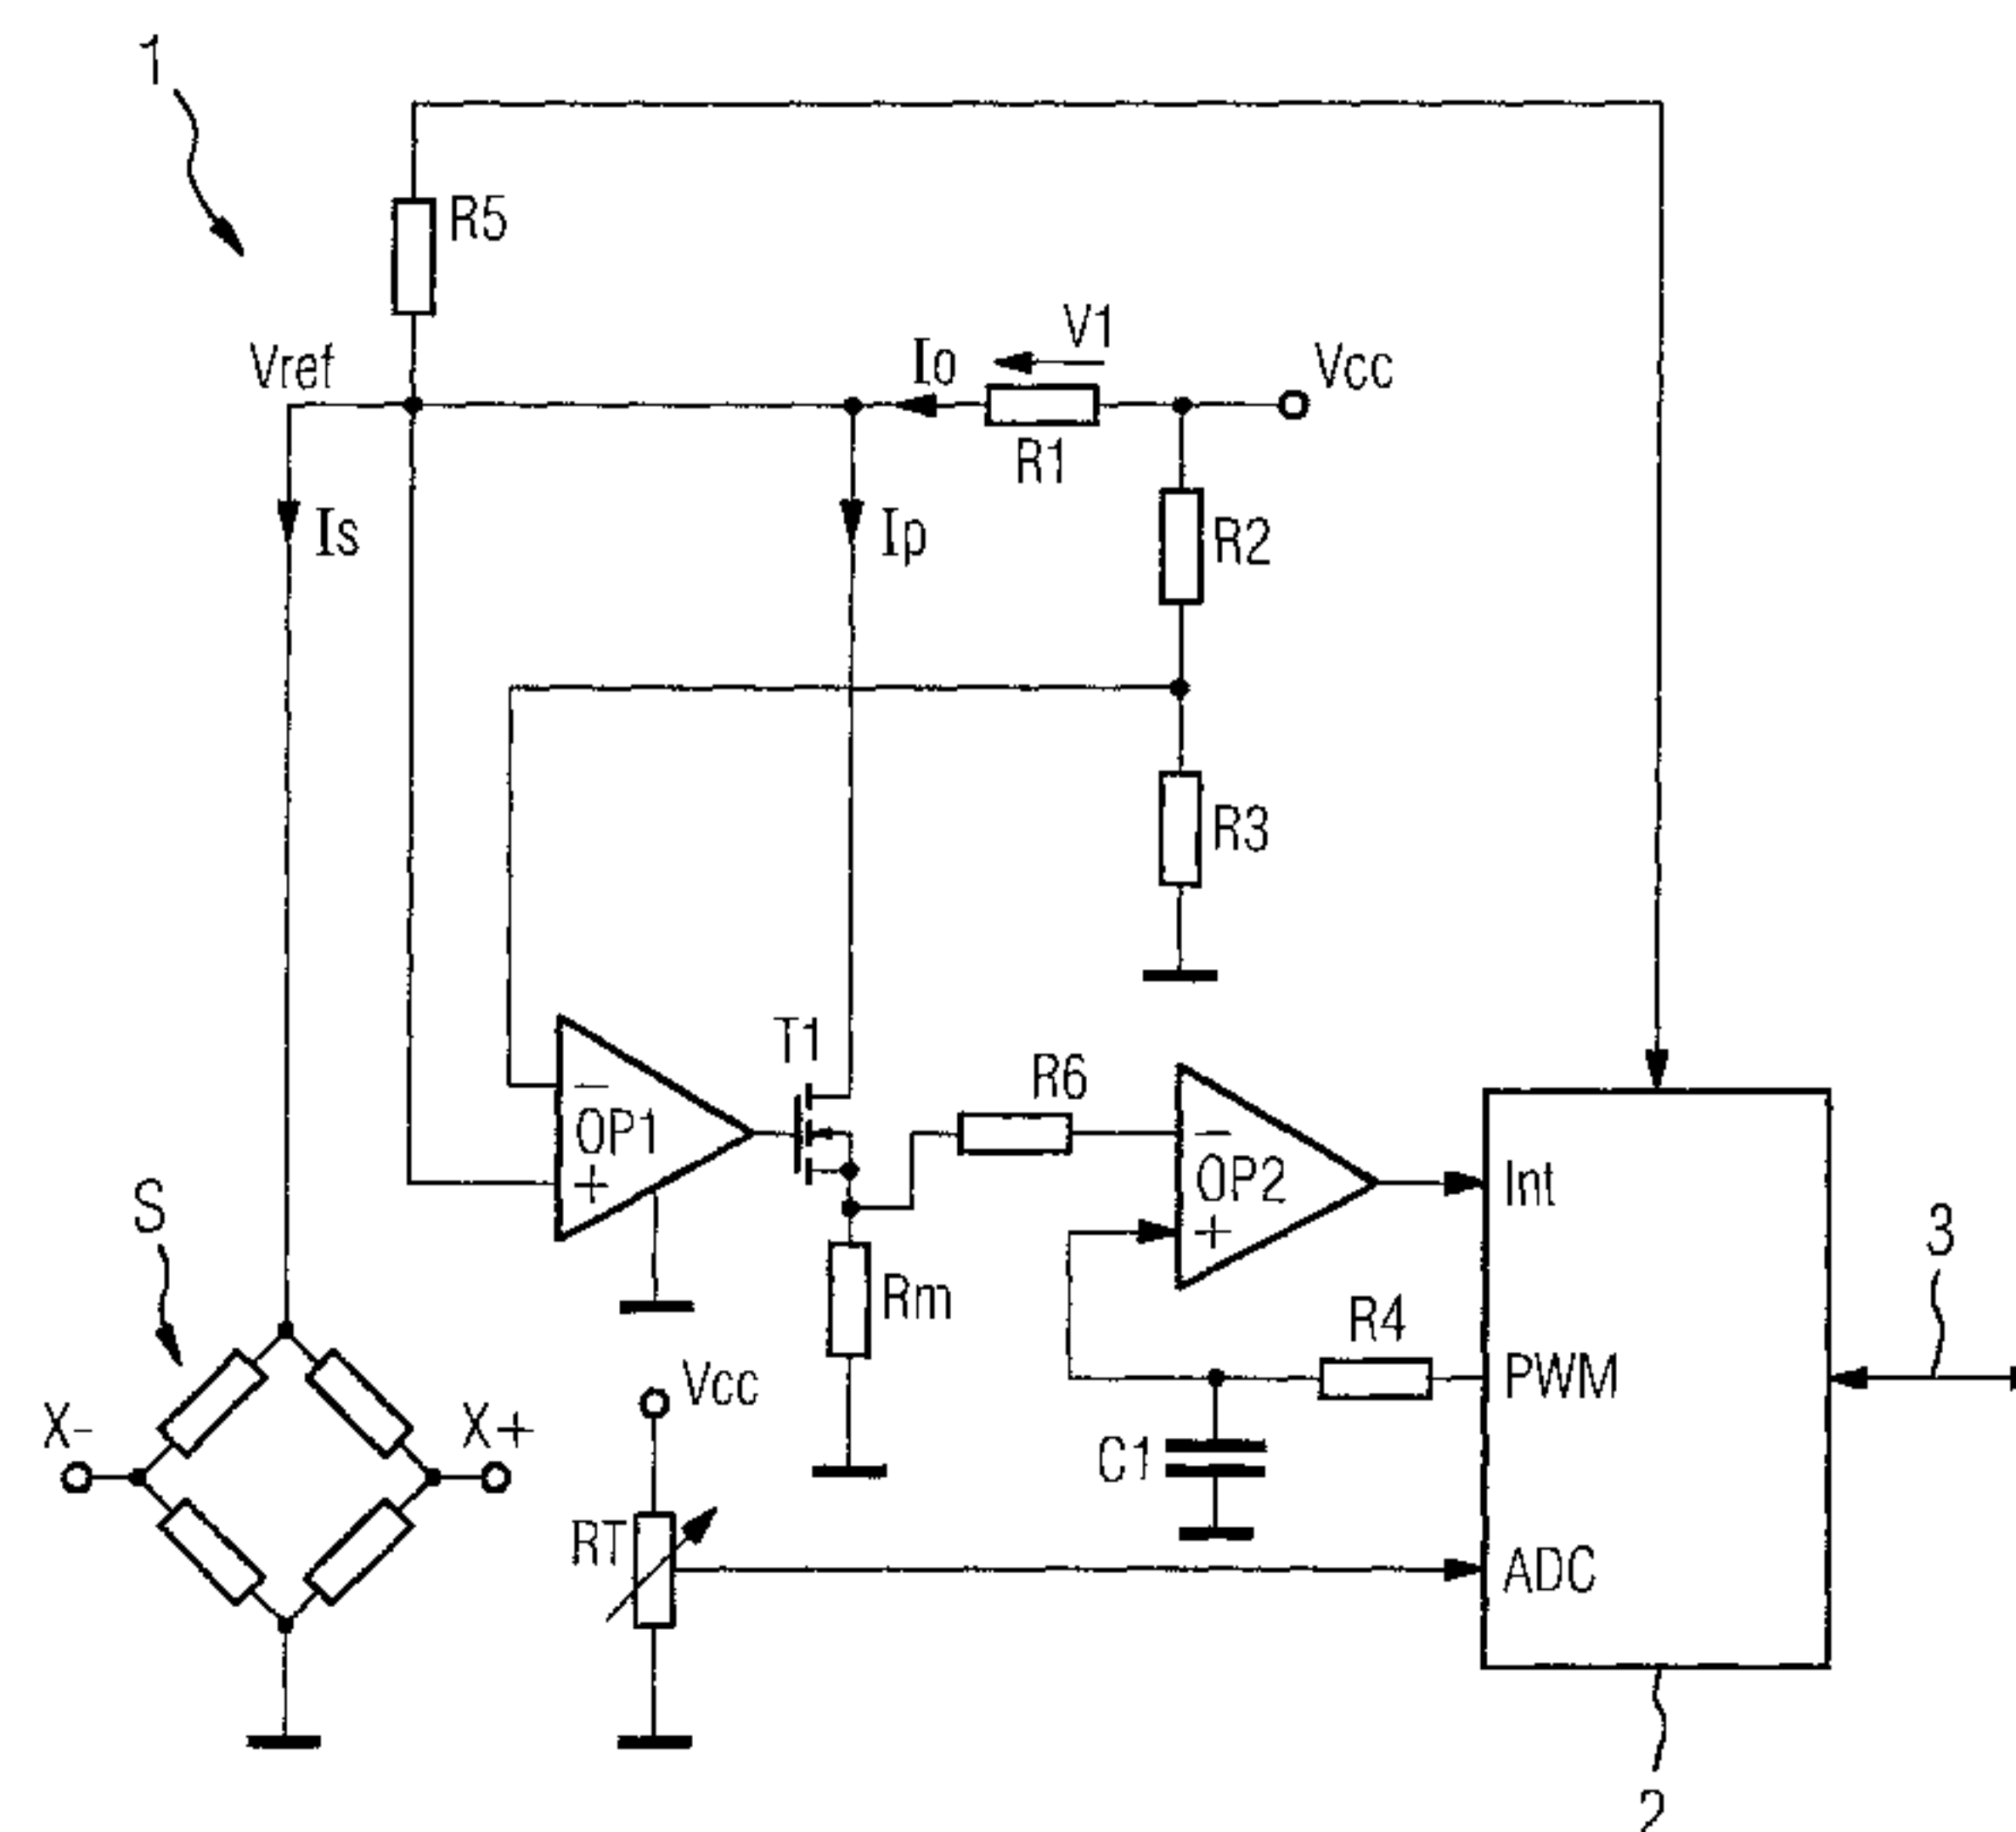 1
R5
V1
Vref
Io
Vcc
R1
Is
Ip
R2
R3
T1
R6
−
OP1
+
−
OP2
+
Int
S
3
Rm
R4
Vcc
PWM
X-
X+
C1
RT
ADC
2